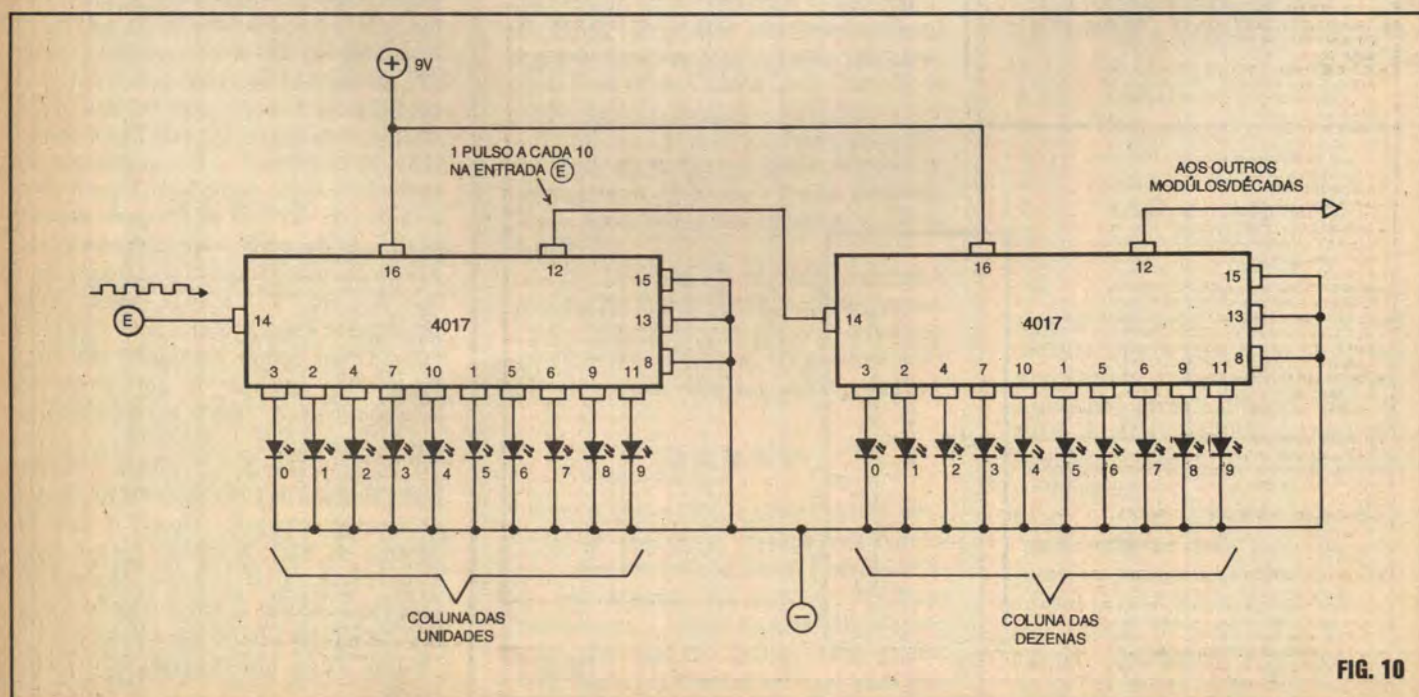 + 9V
1 PULSO A CADA 10
NA ENTRADA E
AOS OUTROS
MODÚLOS/DÉCADAS
16 12 15
16 12 15
E 14 4017 13
14 4017 13
8
8
3 2 4 7 10 1 5 6 9 11
3 2 4 7 10 1 5 6 9 11
0 1 2 3 4 5 6 7 8 9
0 1 2 3 4 5 6 7 8 9
COLUNA DAS
UNIDADES
−
COLUNA DAS
DEZENAS
FIG. 10